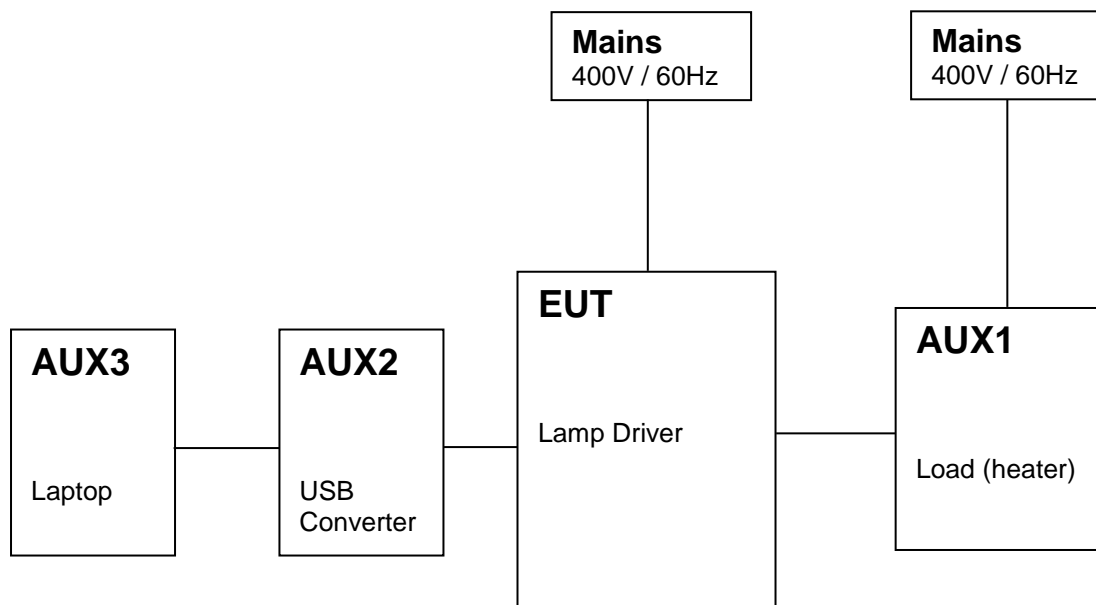 Mains
400V / 60Hz
Mains
400V / 60Hz
EUT
Lamp Driver
AUX3
Laptop
AUX2
USB
Converter
AUX1
Load (heater)